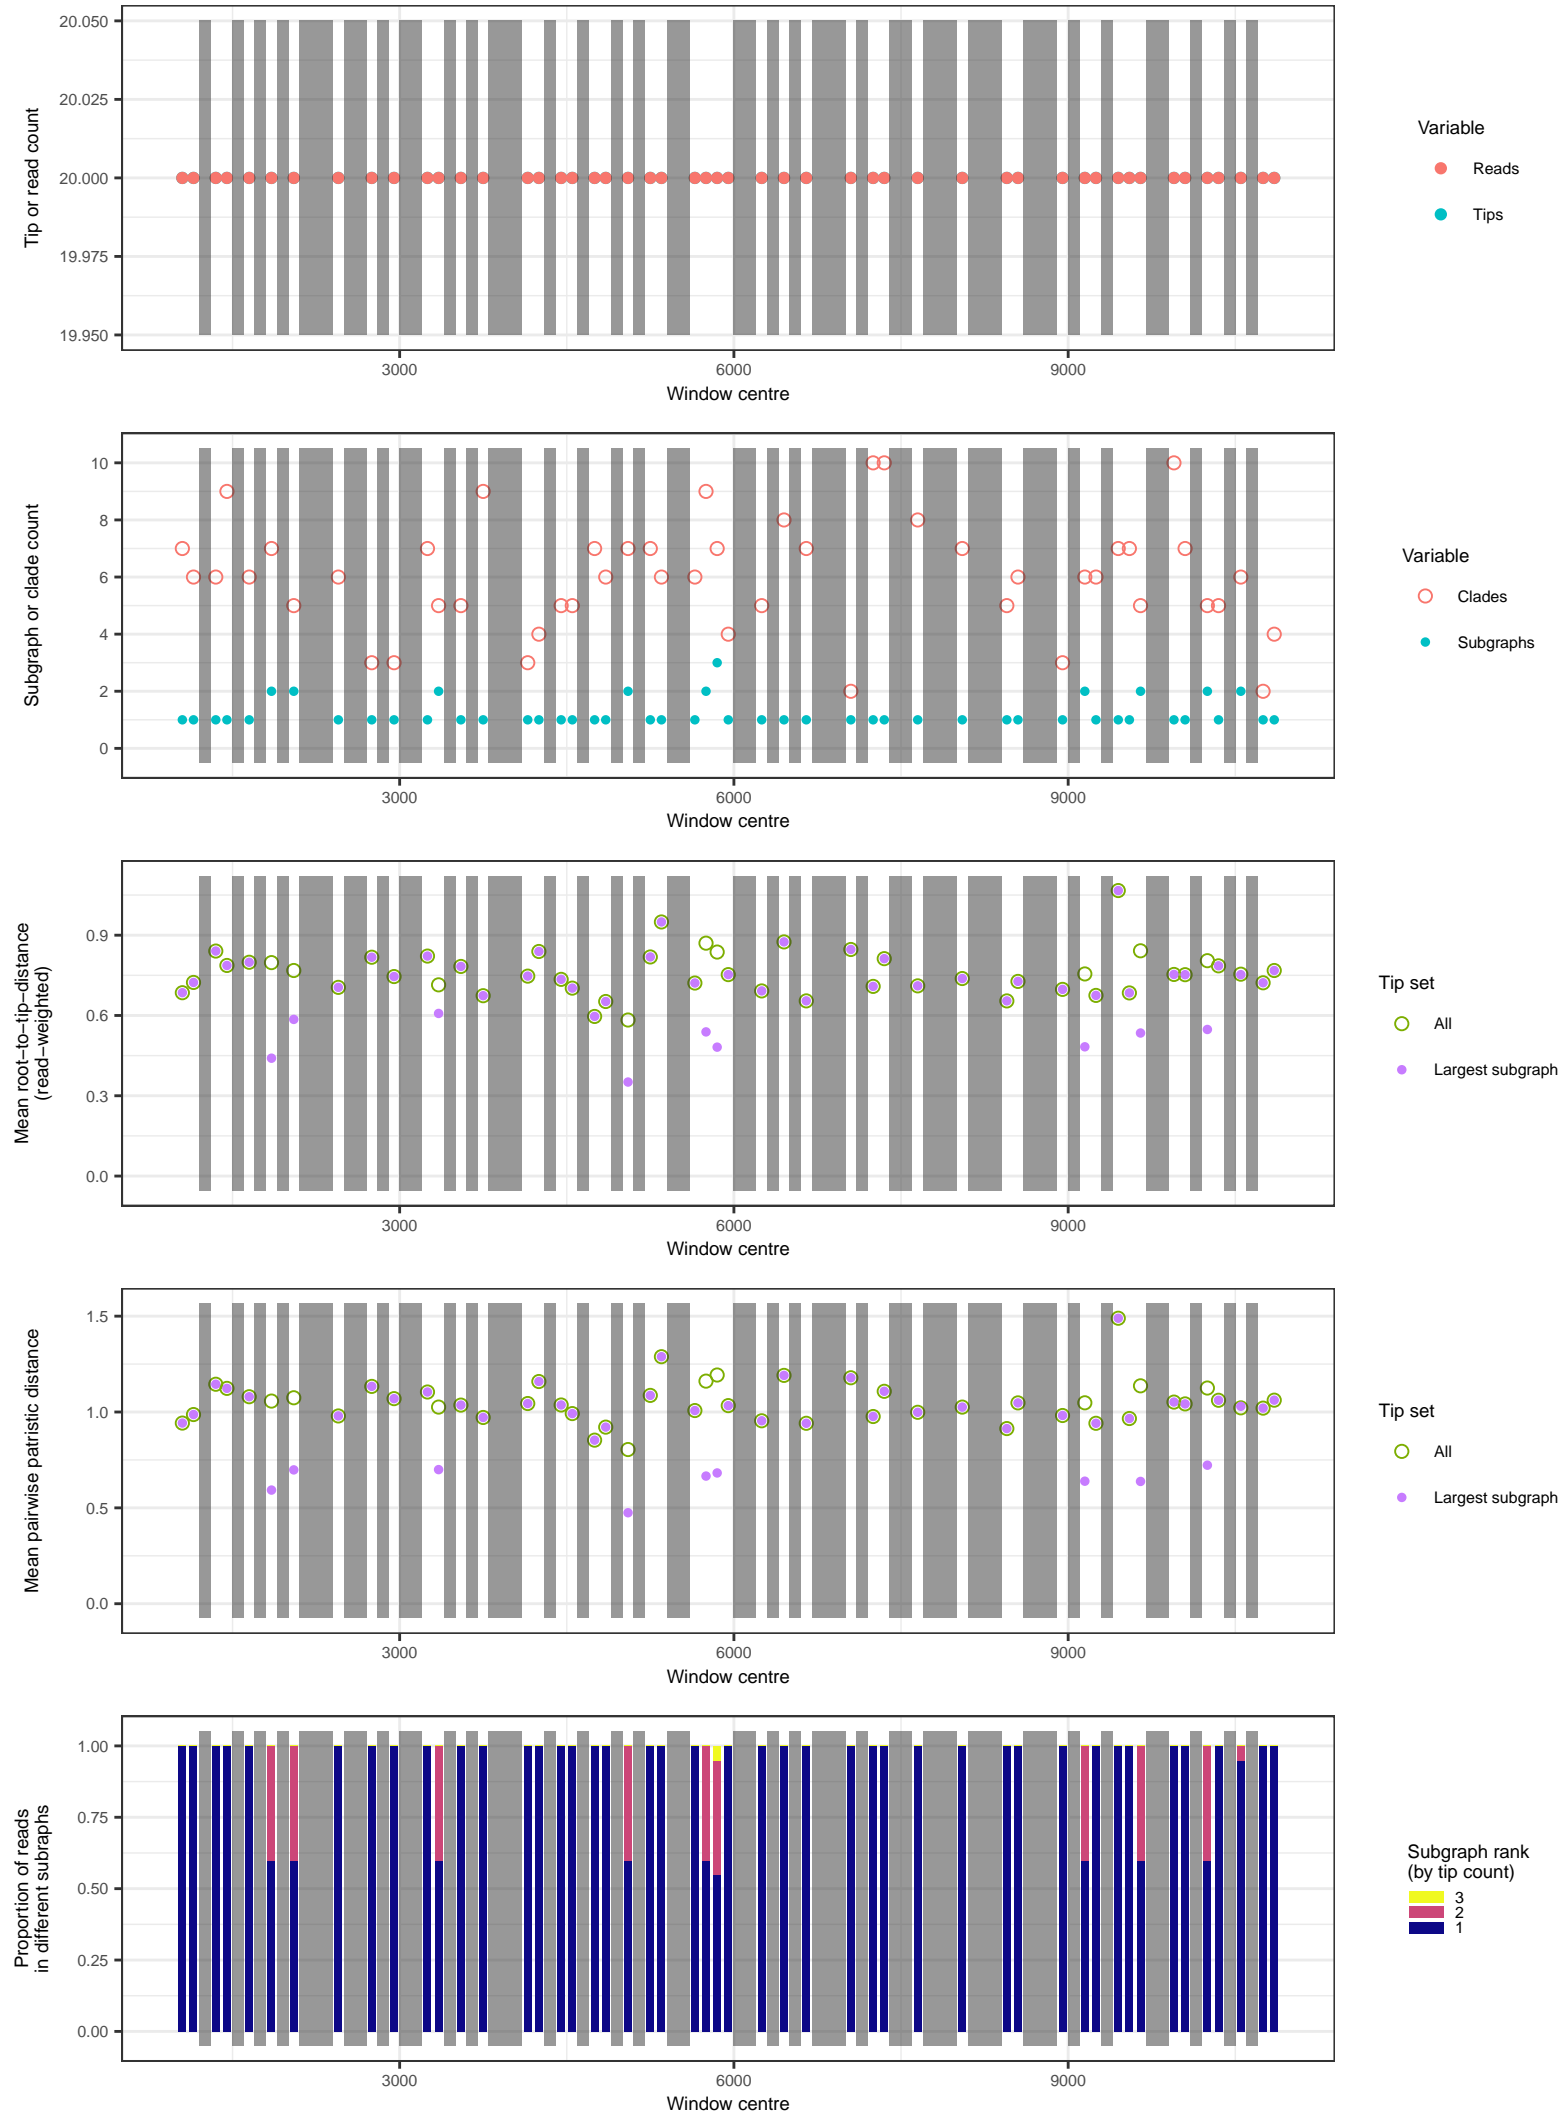 20.050
20.025
20.000
19.975
19.950
Tip or read count
3000
6000
9000
Window centre
Variable
Reads
Tips
10
8
6
4
2
0
Subgraph or clade count
3000
6000
9000
Window centre
Variable
Clades
Subgraphs
0.9
0.6
0.3
0.0
Mean root−to−tip−distance
(read−weighted)
3000
6000
9000
Window centre
Tip set
All
Largest subgraph
1.5
1.0
0.5
0.0
Mean pairwise patristic distance
3000
6000
9000
Window centre
Tip set
All
Largest subgraph
1.00
0.75
0.50
0.25
0.00
Proportion of reads
in different subraphs
3000
6000
9000
Window centre
Subgraph rank
(by tip count)
3
2
1